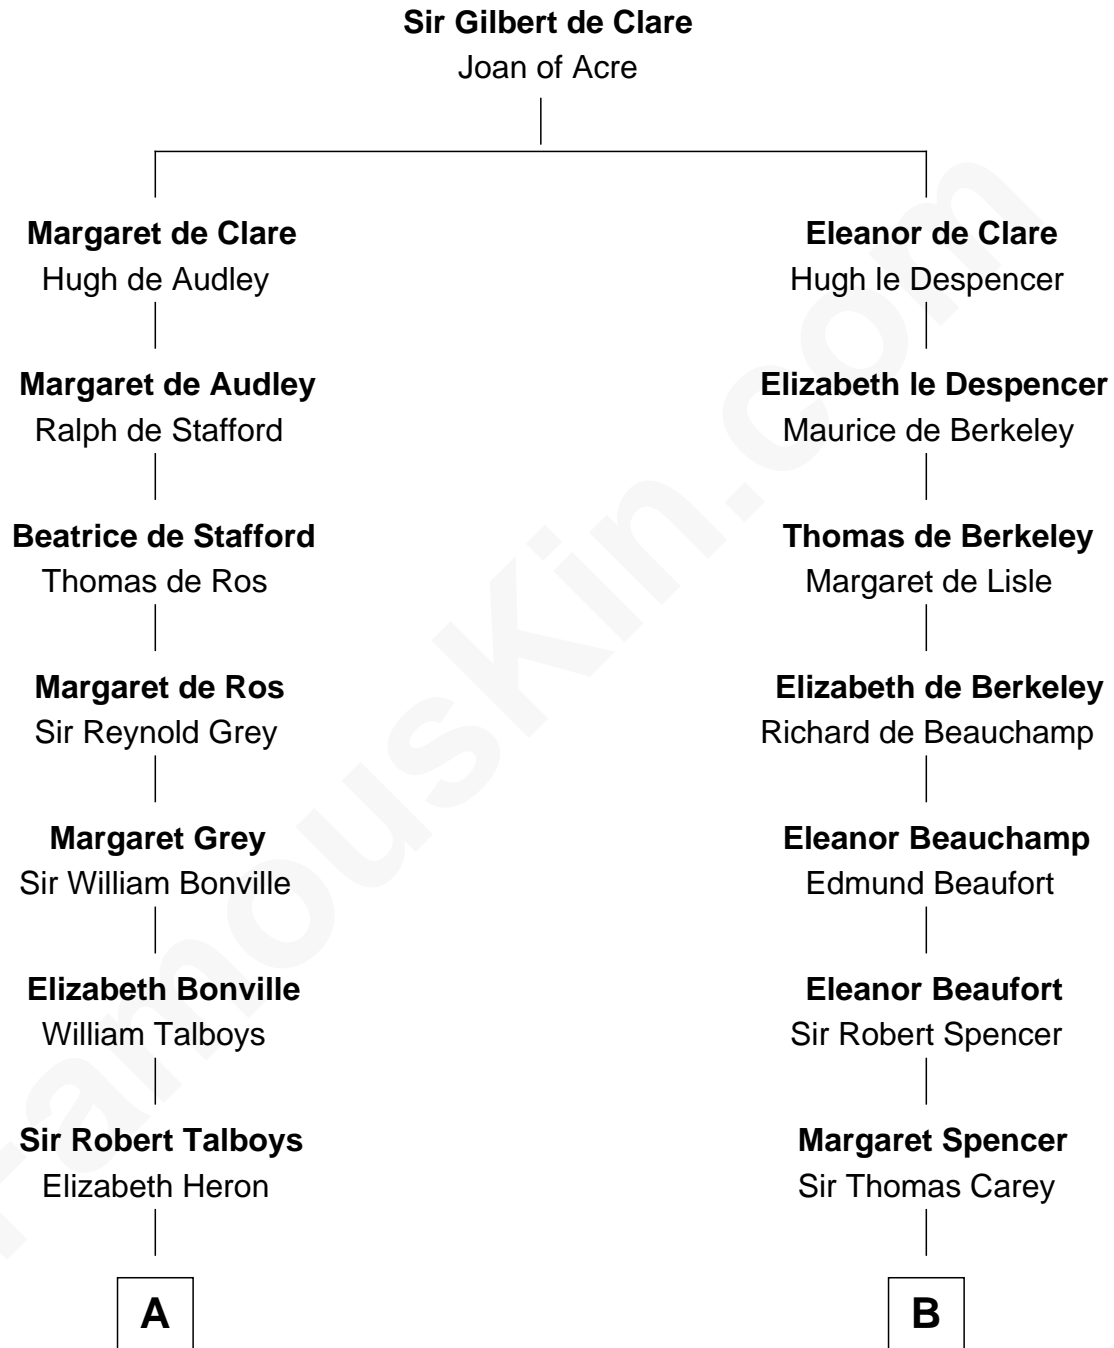 Sir Gilbert de Clare
Joan of Acre
Margaret de Clare
Hugh de Audley
Eleanor de Clare
Hugh le Despencer
Margaret de Audley
Ralph de Stafford
Elizabeth le Despencer
Maurice de Berkeley
Beatrice de Stafford
Thomas de Ros
Thomas de Berkeley
Margaret de Lisle
Margaret de Ros
Sir Reynold Grey
Elizabeth de Berkeley
Richard de Beauchamp
Margaret Grey
Sir William Bonville
Eleanor Beauchamp
Edmund Beaufort
Elizabeth Bonville
William Talboys
Eleanor Beaufort
Sir Robert Spencer
Sir Robert Talboys
Elizabeth Heron
Margaret Spencer
Sir Thomas Carey
A
B
FamousKin.com